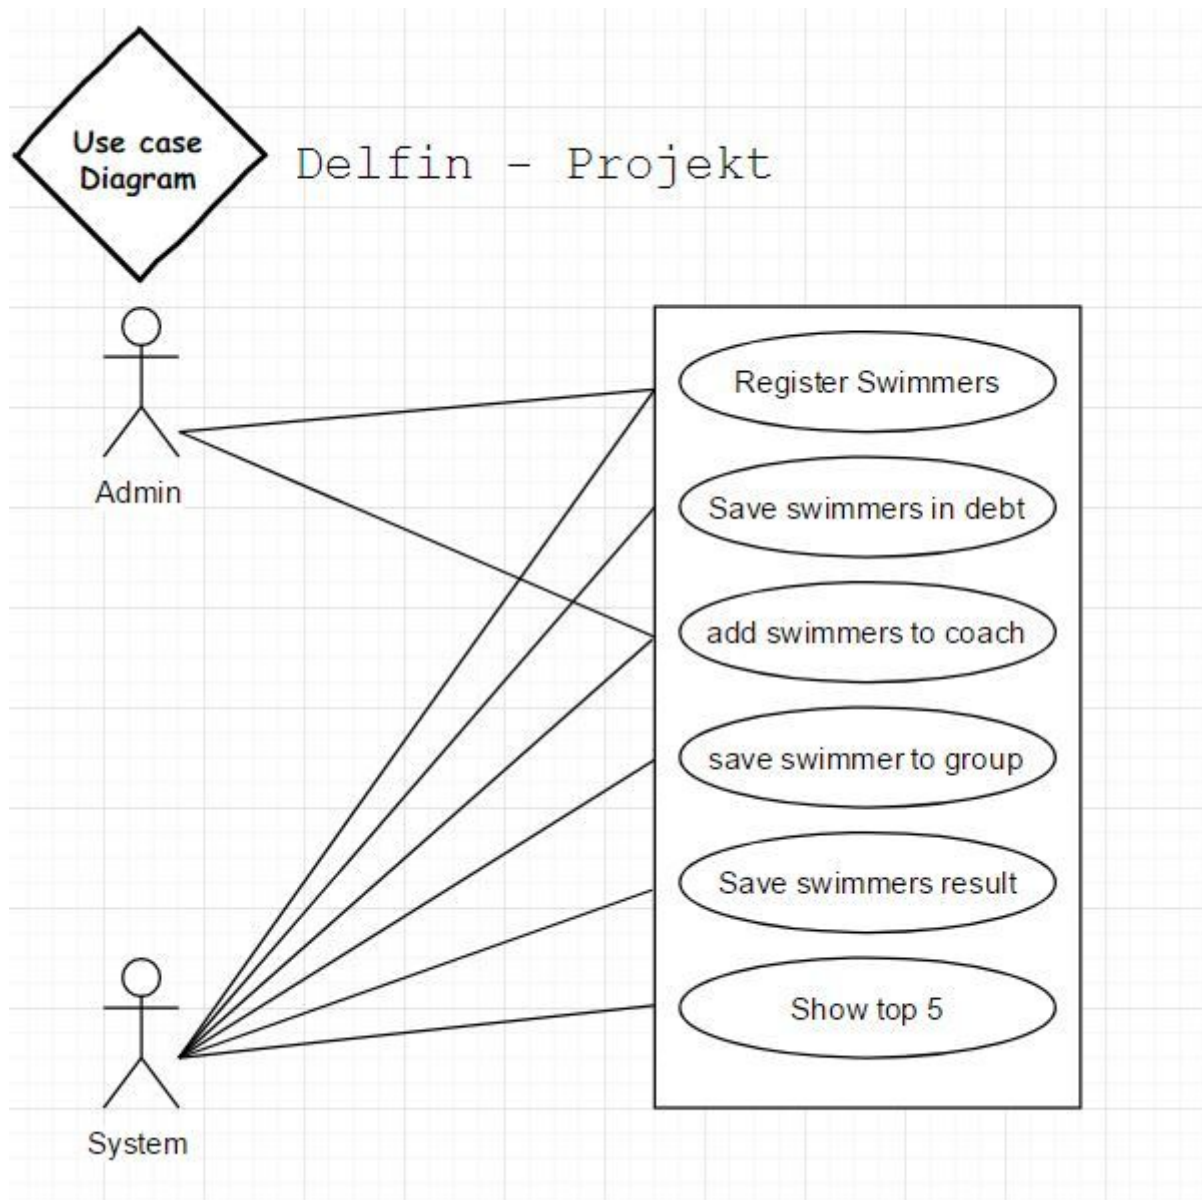 Use case
Diagram
Delfin - Projekt
Admin
Register Swimmers
Save swimmers in debt
add swimmers to coach
save swimmer to group
Save swimmers result
Show top 5
System